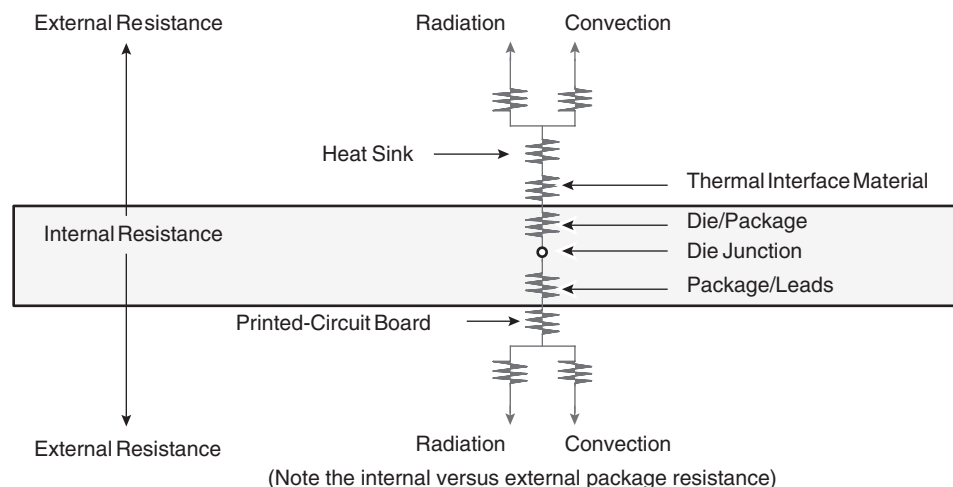 External Resistance
Radiation
Convection
Heat Sink
Thermal Interface Material
Internal Resistance
Die/Package
Die Junction
Package/Leads
Printed-Circuit Board
External Resistance
Radiation
Convection
(Note the internal versus external package resistance)